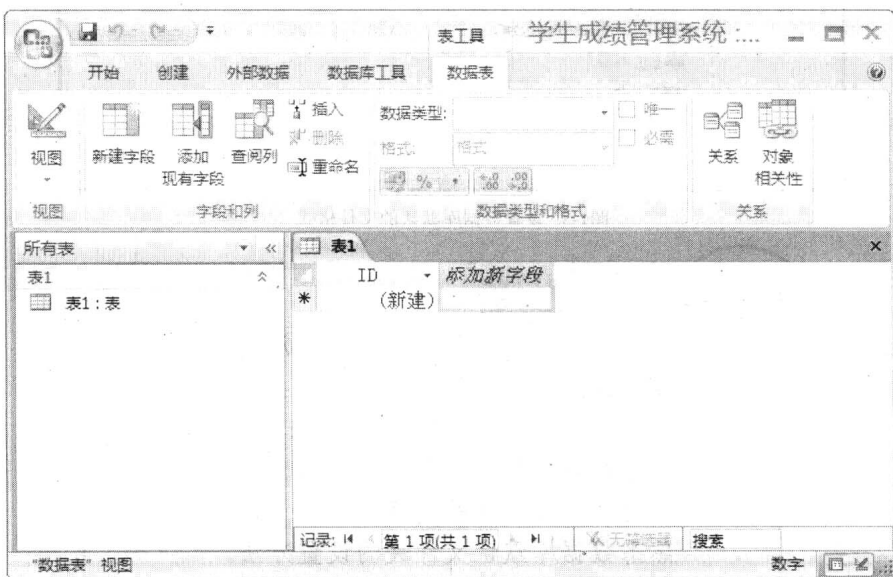 表工具 学生成绩管理系统 :...
开始 创建 外部数据 数据库工具 数据表
视图
新建字段
添加
现有字段
查阅列
插入
删除
重命名
数据类型:
格式: 格式
唯一
必需
关系
对象
相关性
视图 字段和列 数据类型和格式 关系
所有表
表1
表1 : 表
表1
ID 添加新字段
* (新建)
记录: 第 1 项(共 1 项) 无筛选器 搜索
"数据表" 视图 数字